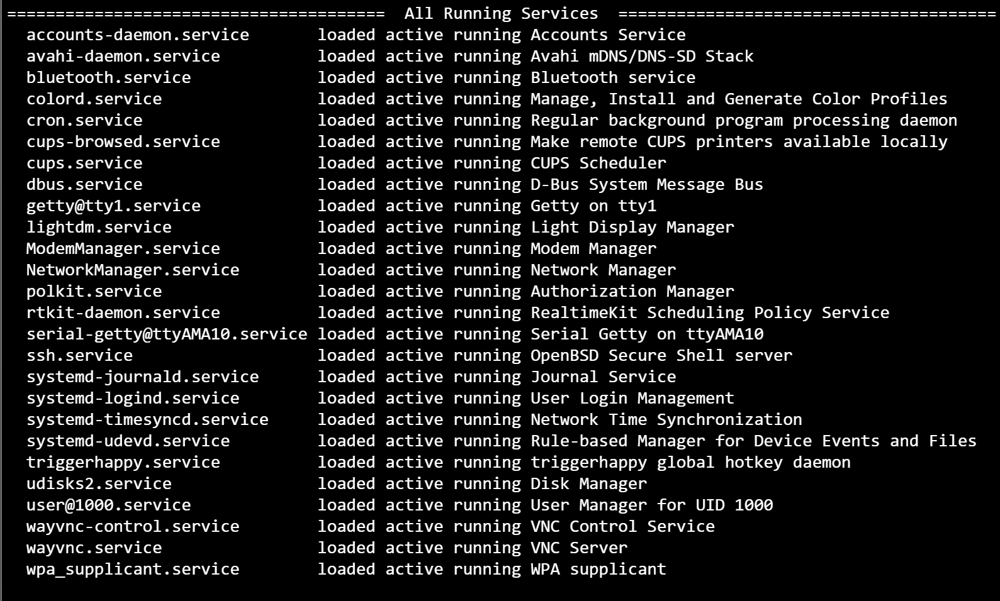 ======================================= All Running Services =======================================
accounts-daemon.service loaded active running Accounts Service
avahi-daemon.service loaded active running Avahi mDNS/DNS-SD Stack
bluetooth.service loaded active running Bluetooth service
colord.service loaded active running Manage, Install and Generate Color Profiles
cron.service loaded active running Regular background program processing daemon
cups-browsed.service loaded active running Make remote CUPS printers available locally
cups.service loaded active running CUPS Scheduler
dbus.service loaded active running D-Bus System Message Bus
getty@tty1.service loaded active running Getty on tty1
lightdm.service loaded active running Light Display Manager
ModemManager.service loaded active running Modem Manager
NetworkManager.service loaded active running Network Manager
polkit.service loaded active running Authorization Manager
rtkit-daemon.service loaded active running RealtimeKit Scheduling Policy Service
serial-getty@ttyAMA10.service loaded active running Serial Getty on ttyAMA10
ssh.service loaded active running OpenBSD Secure Shell server
systemd-journald.service loaded active running Journal Service
systemd-logind.service loaded active running User Login Management
systemd-timesyncd.service loaded active running Network Time Synchronization
systemd-udevd.service loaded active running Rule-based Manager for Device Events and Files
triggerhappy.service loaded active running triggerhappy global hotkey daemon
udisks2.service loaded active running Disk Manager
user@1000.service loaded active running User Manager for UID 1000
wayvnc-control.service loaded active running VNC Control Service
wayvnc.service loaded active running VNC Server
wpa_supplicant.service loaded active running WPA supplicant